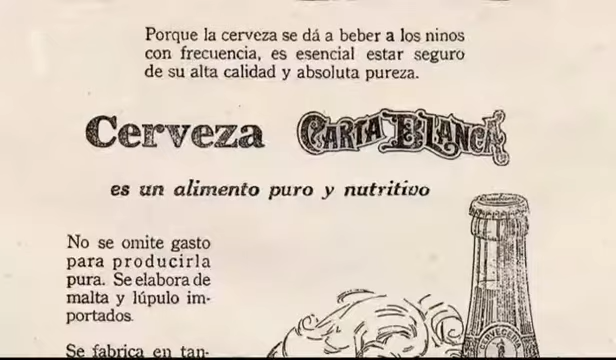 Porque la cerveza se dá a beber a los ninos
con frecuencia, es esencial estar seguro
de su alta calidad y absoluta pureza.
Cerveza CARTA BLANCA
es un alimento puro y nutritivo
No se omite gasto
para producirla
pura. Se elabora de
malta y lúpulo im-
portados.
Se fabrica en tan-